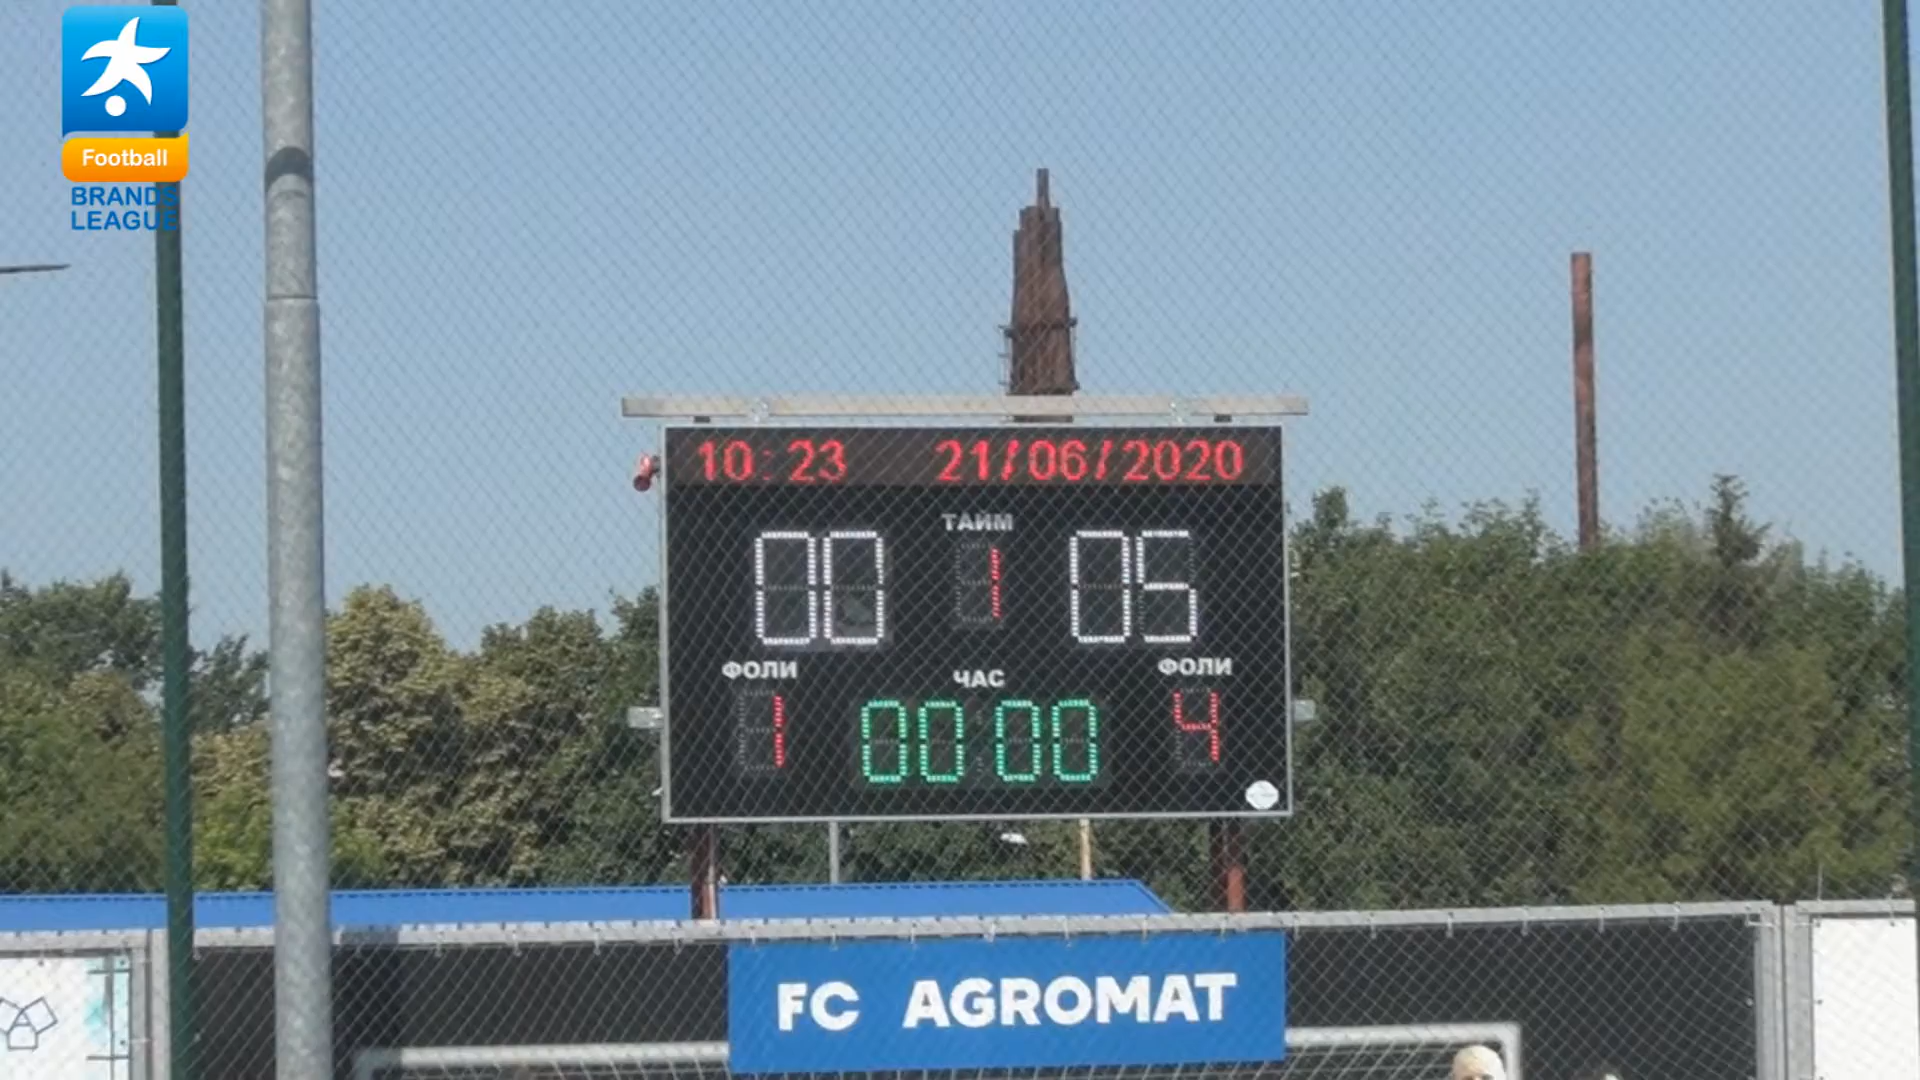 Football
BRANDS
LEAGUE
10:23 21/06/2020
ТАЙМ
00 1 05
ФОЛИ ЧАС ФОЛИ
1 00:00 4
FC AGROMAT